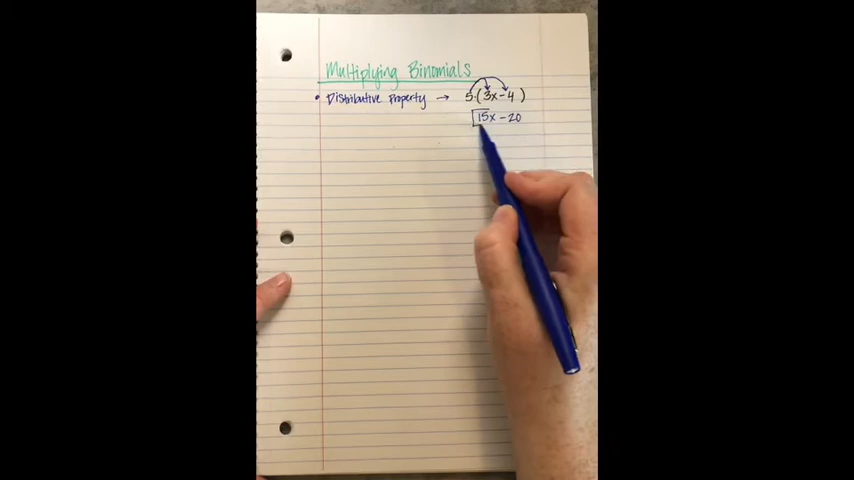 Multiplying Binomials
• Distributive Property → 5·(3x-4)
15x-20